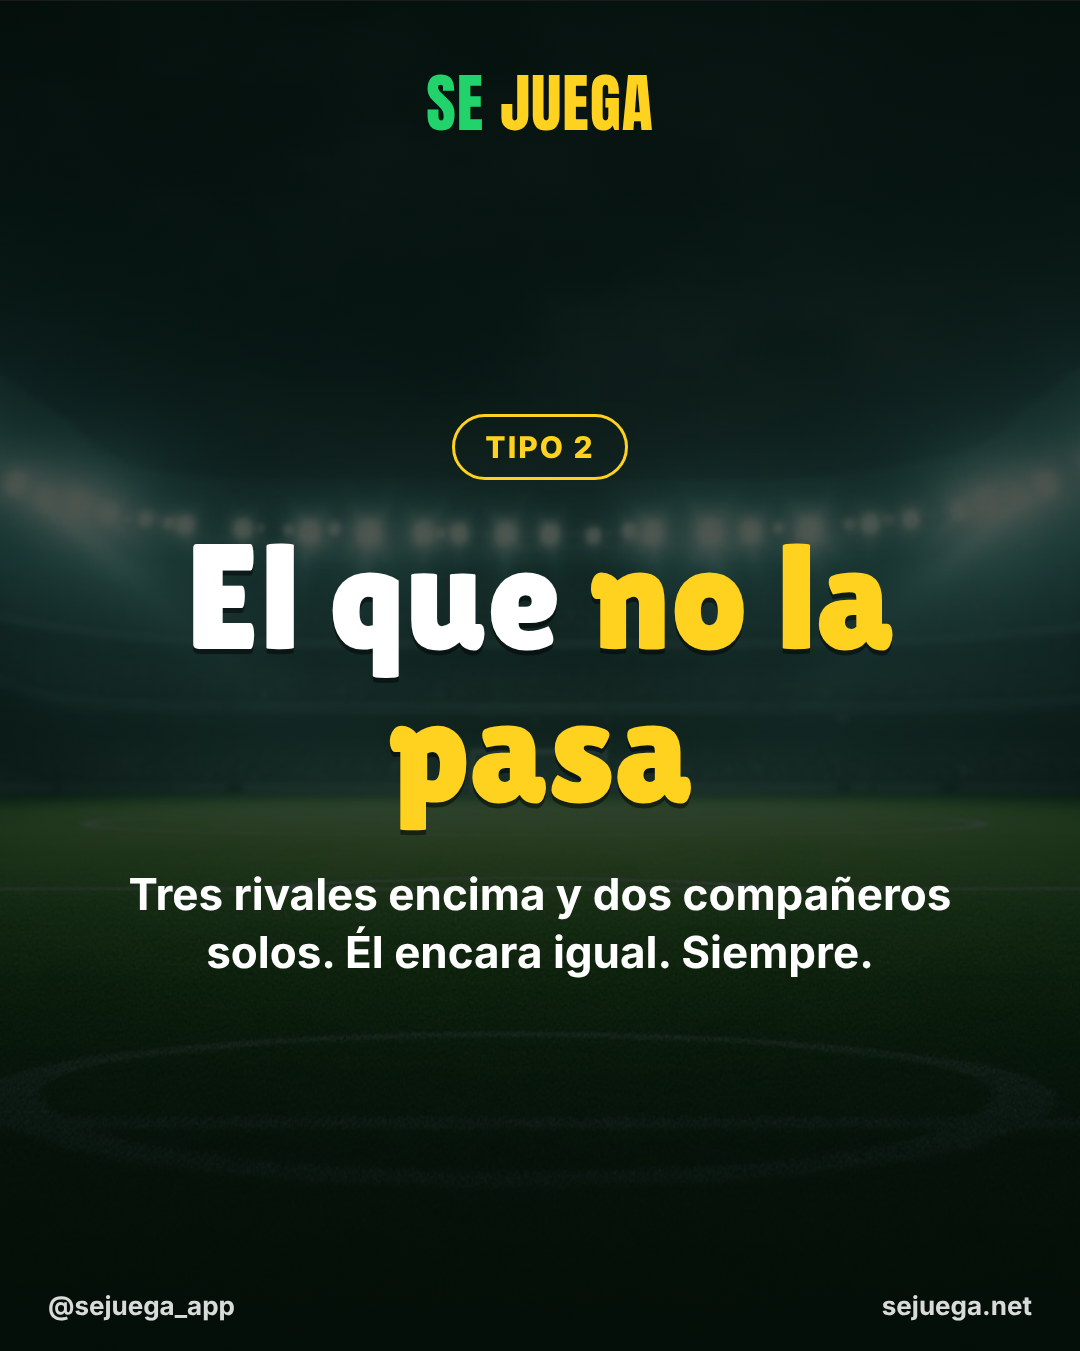 SE JUEGA
TIPO 2
El que no la
pasa
Tres rivales encima y dos compañeros
solos. Él encara igual. Siempre.
@sejuega_app
sejuega.net